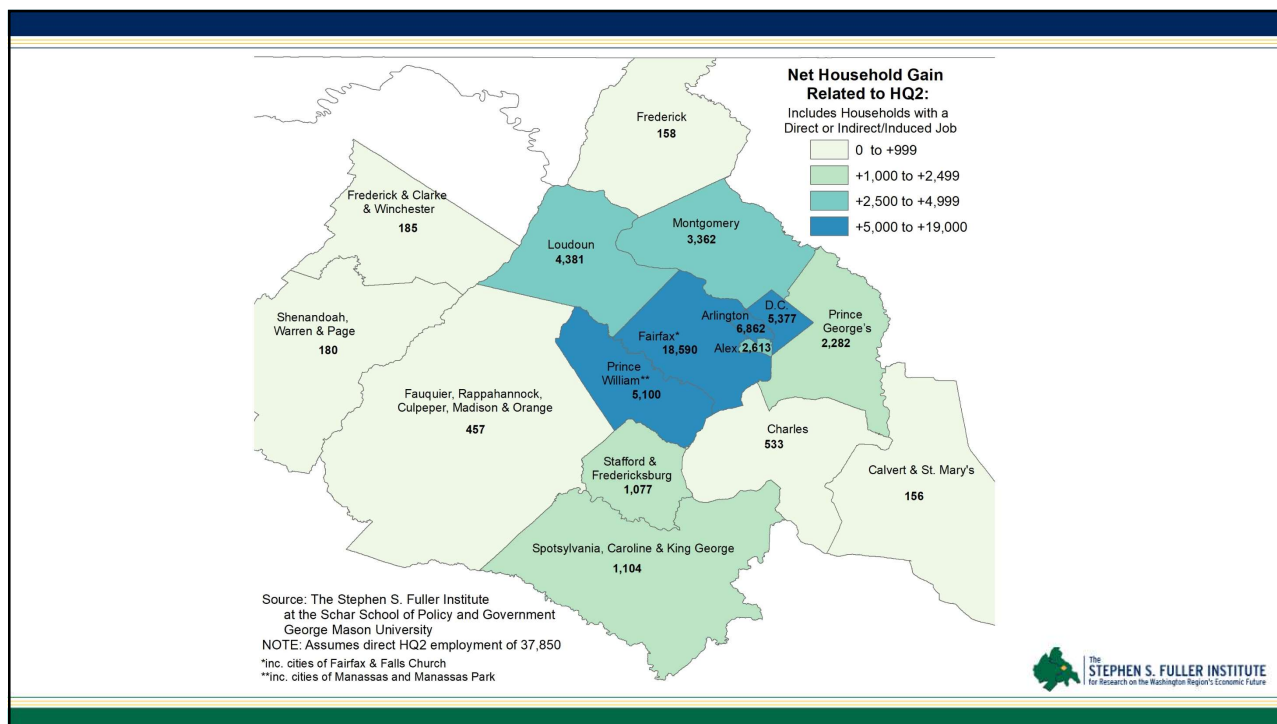 Net Household Gain
Related to HQ2:
Includes Households with a
Direct or Indirect/Induced Job
0 to +999
+1,000 to +2,499
+2,500 to +4,999
+5,000 to +19,000
Frederick
158
Frederick & Clarke
& Winchester
185
Loudoun
4,381
Montgomery
3,362
Shenandoah,
Warren & Page
180
D.C.
5,377
Arlington
6,862
Prince
George's
2,282
Fairfax*
18,590
Alex.
2,613
Prince
William**
5,100
Fauquier, Rappahannock,
Culpeper, Madison & Orange
457
Charles
533
Stafford &
Fredericksburg
1,077
Calvert & St. Mary's
156
Spotsylvania, Caroline & King George
1,104
Source: The Stephen S. Fuller Institute
at the Schar School of Policy and Government
George Mason University
NOTE: Assumes direct HQ2 employment of 37,850
*inc. cities of Fairfax & Falls Church
**inc. cities of Manassas and Manassas Park
The
STEPHEN S. FULLER INSTITUTE
for Research on the Washington Region's Economic Future